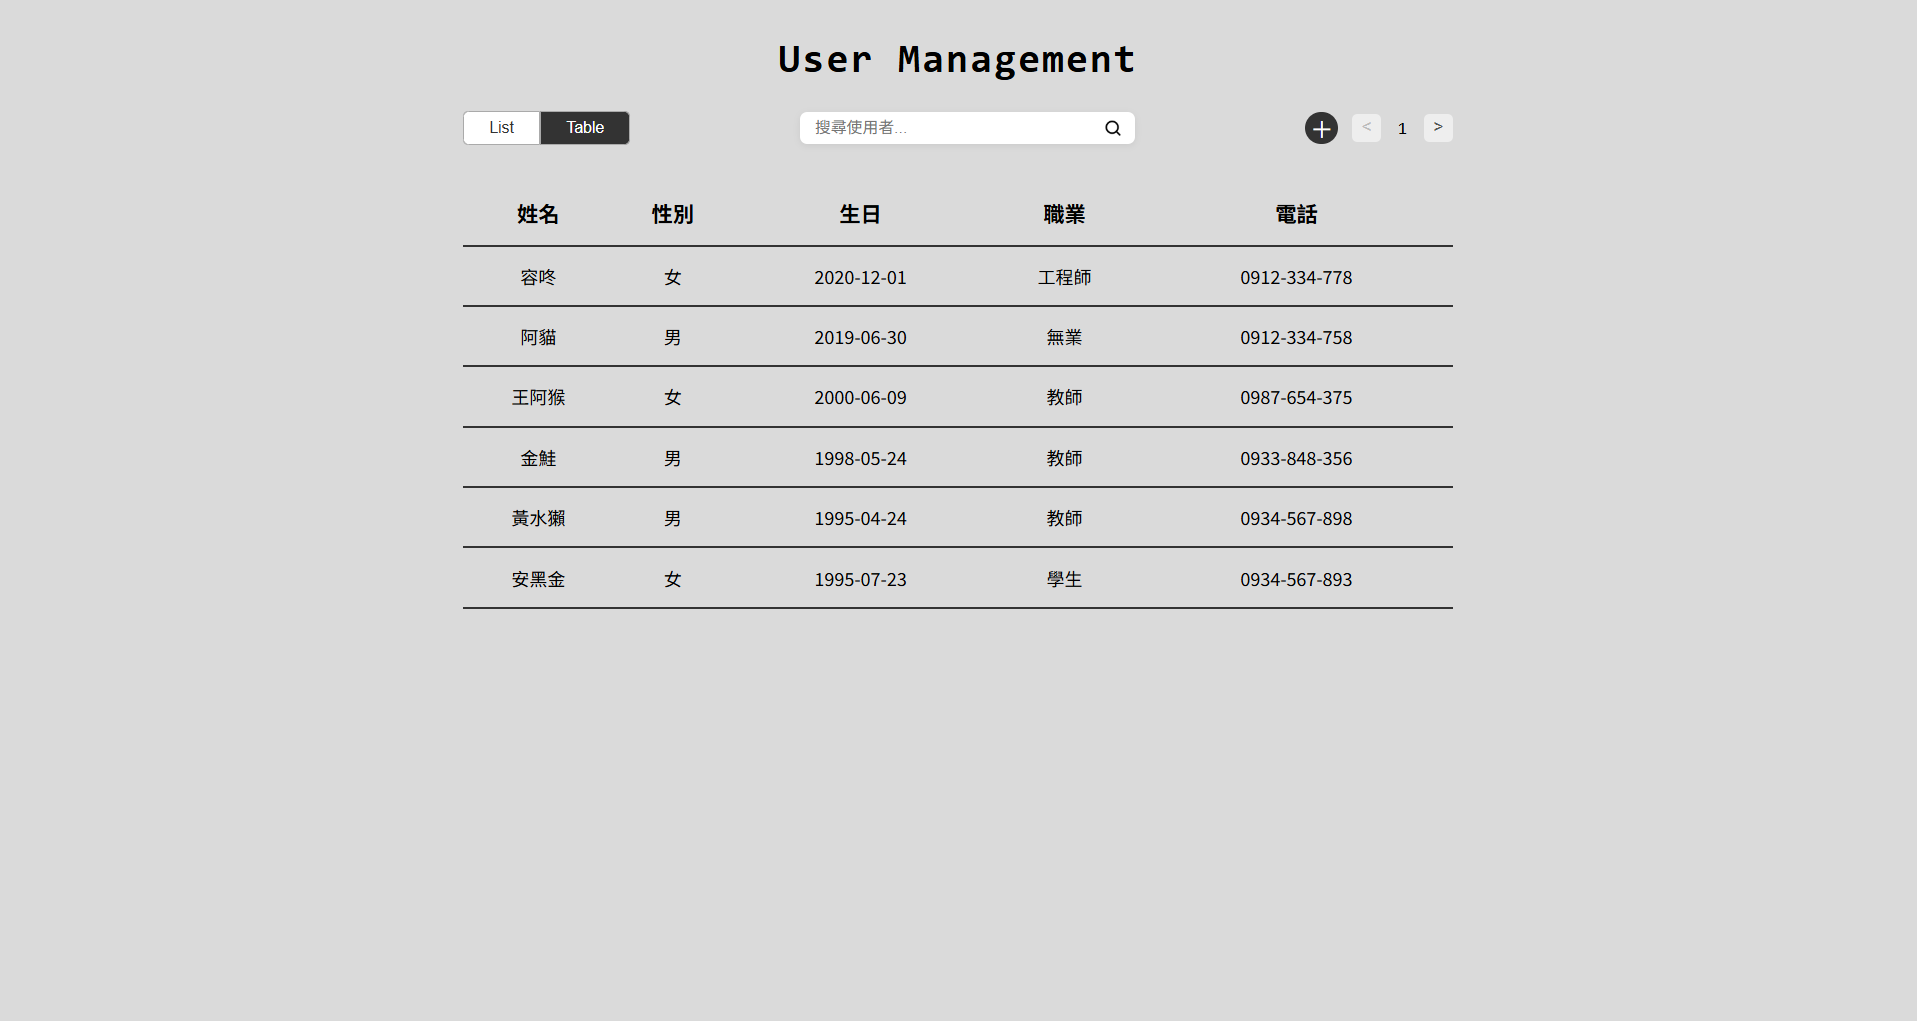 User Management
List Table 搜尋使用者... + < 1 >
姓名 性別 生日 職業 電話
容咚 女 2020-12-01 工程師 0912-334-778
阿貓 男 2019-06-30 無業 0912-334-758
王阿猴 女 2000-06-09 教師 0987-654-375
金鮭 男 1998-05-24 教師 0933-848-356
黃水獺 男 1995-04-24 教師 0934-567-898
安黑金 女 1995-07-23 學生 0934-567-893